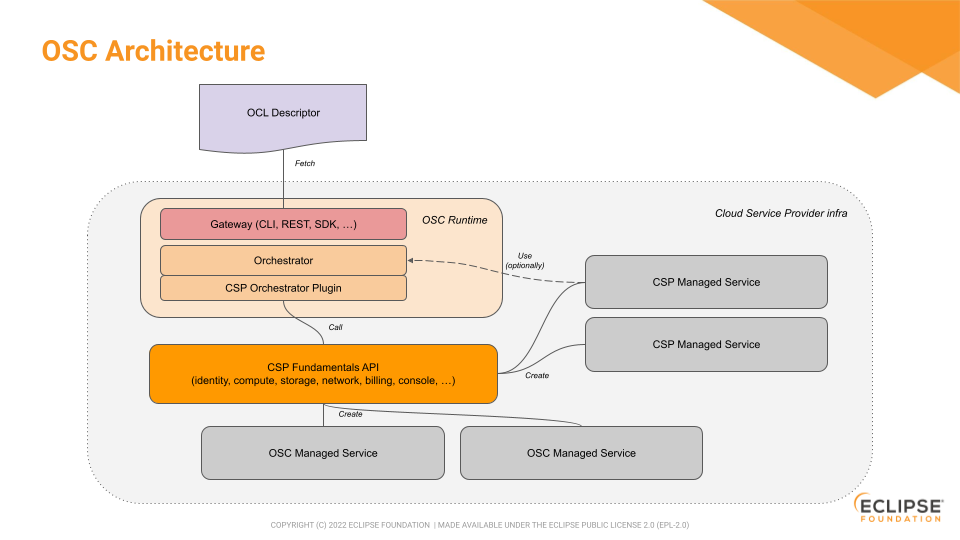 OSC Architecture
OCL Descriptor
Fetch
Cloud Service Provider infra
OSC Runtime
Gateway (CLI, REST, SDK, …)
Orchestrator
CSP Orchestrator Plugin
Use
(optionally)
CSP Managed Service
CSP Managed Service
Call
CSP Fundamentals API
(identity, compute, storage, network, billing, console, …)
Create
Create
OSC Managed Service
OSC Managed Service
ECLIPSE®
FOUNDATION
COPYRIGHT (C) 2022 ECLIPSE FOUNDATION | MADE AVAILABLE UNDER THE ECLIPSE PUBLIC LICENSE 2.0 (EPL-2.0)